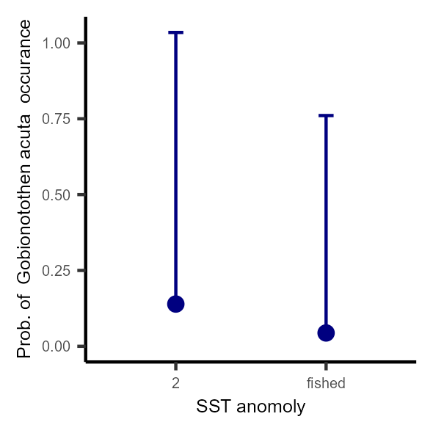 Prob. of Gobionotothen acuta occurance
1.00
0.75
0.50
0.25
0.00
2
fished
SST anomoly